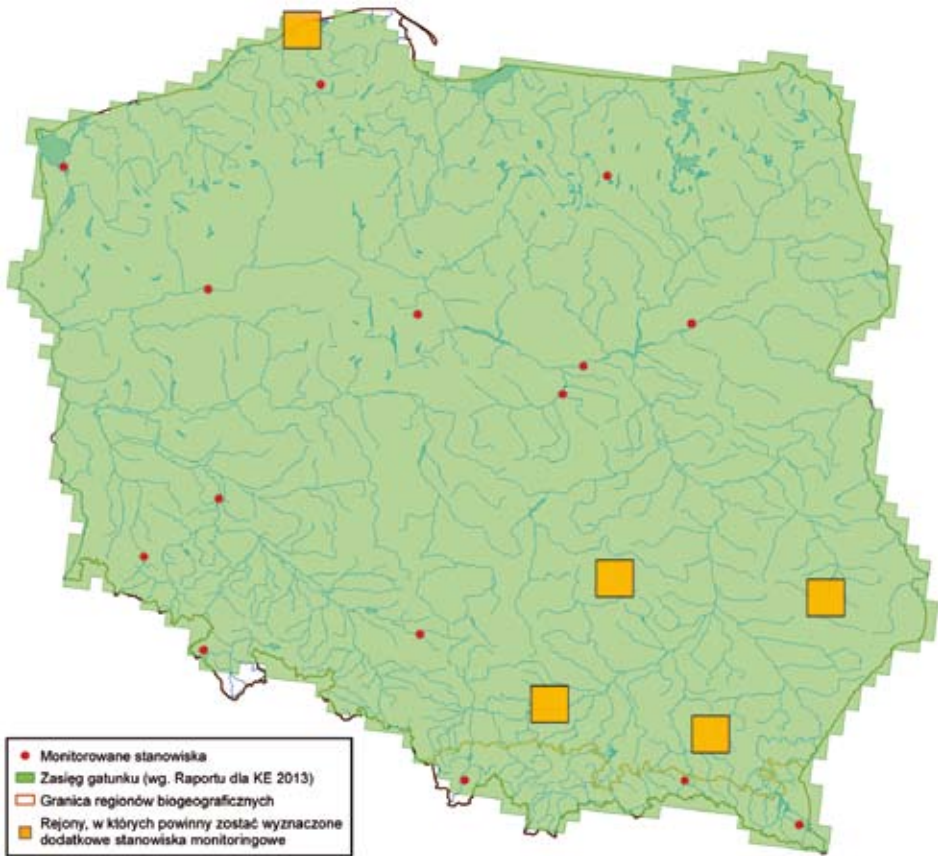 Monitorowane stanowiska
Zasięg gatunku (wg. Raportu dla KE 2013)
Granica regionów biogeograficznych
Rejony, w których powinny zostać wyznaczone
dodatkowe stanowiska monitoringowe